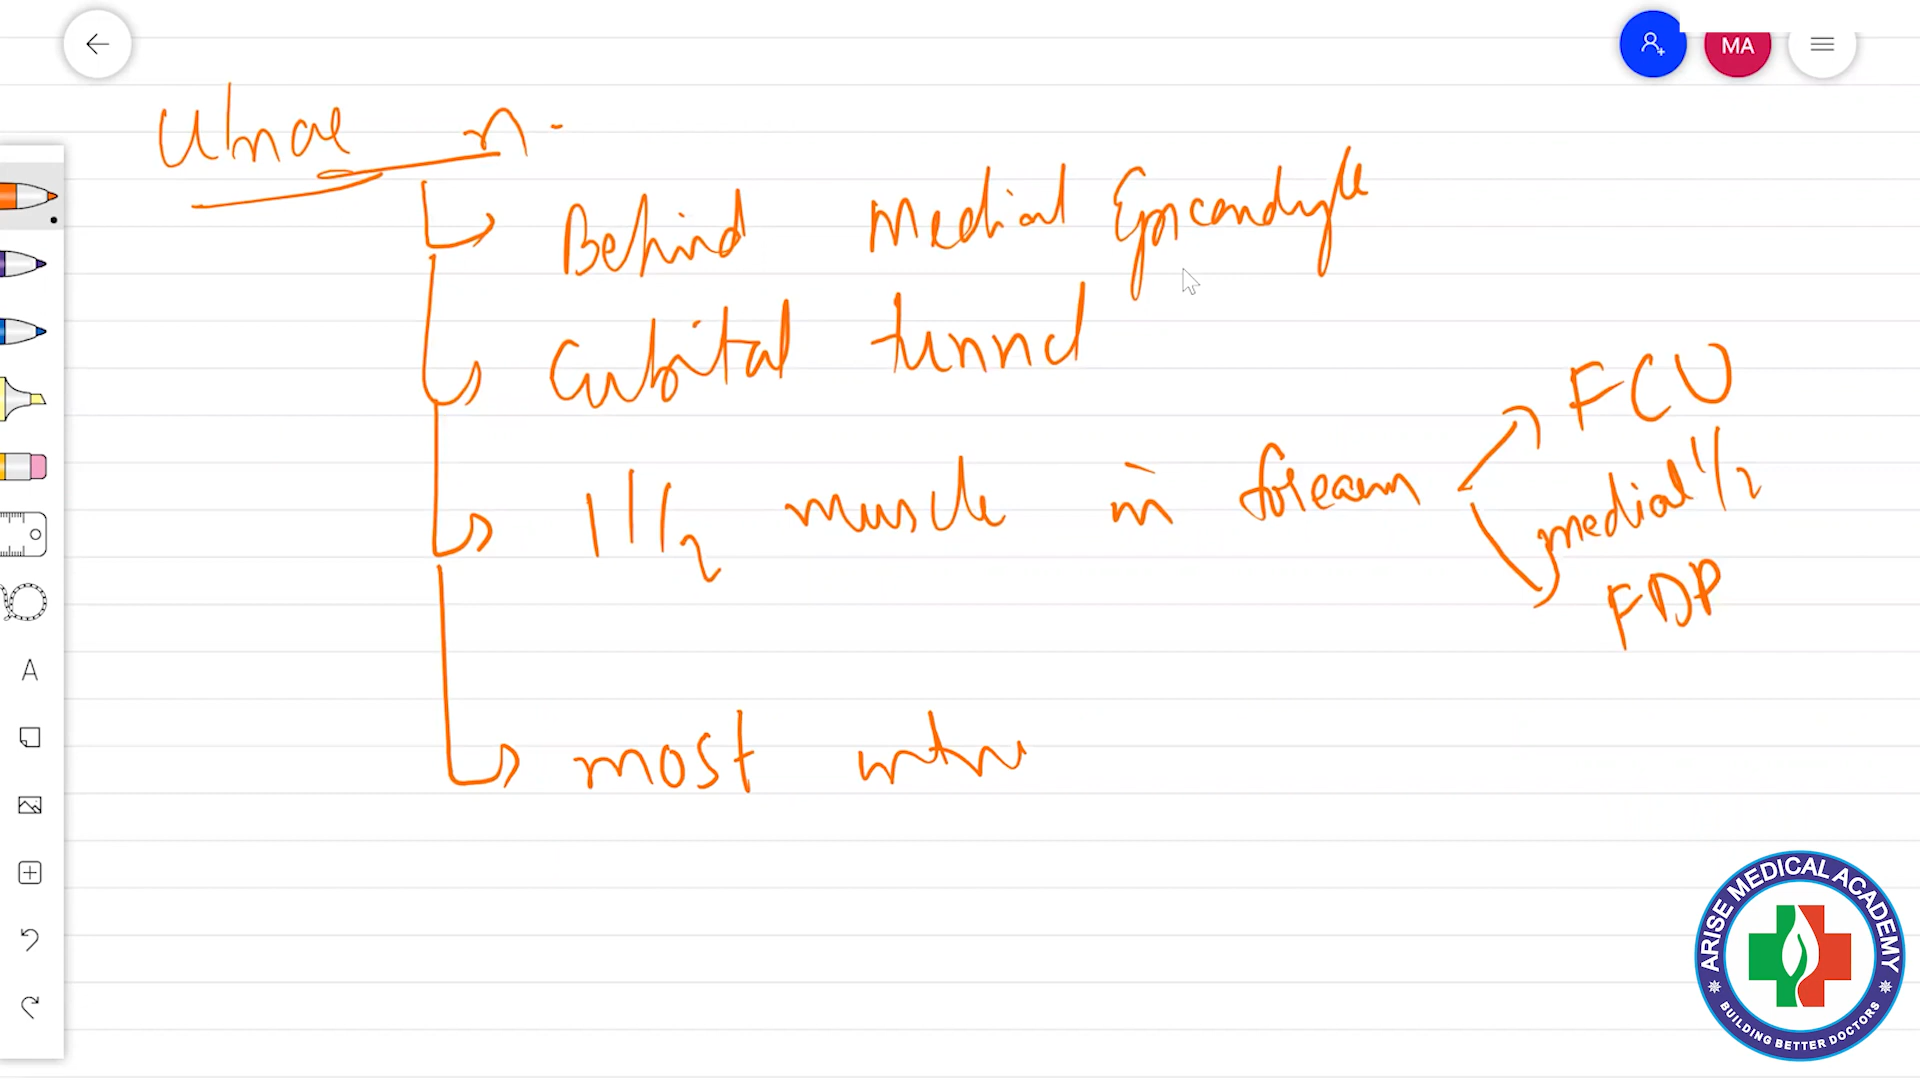 MA
Ulnar n.
Behind Medial Epicondyle
Cubital tunnel
1 1/2 muscle in forearm
FCU
medial 1/2
FDP
most intrn
A
ARISE MEDICAL ACADEMY
BUILDING BETTER DOCTORS